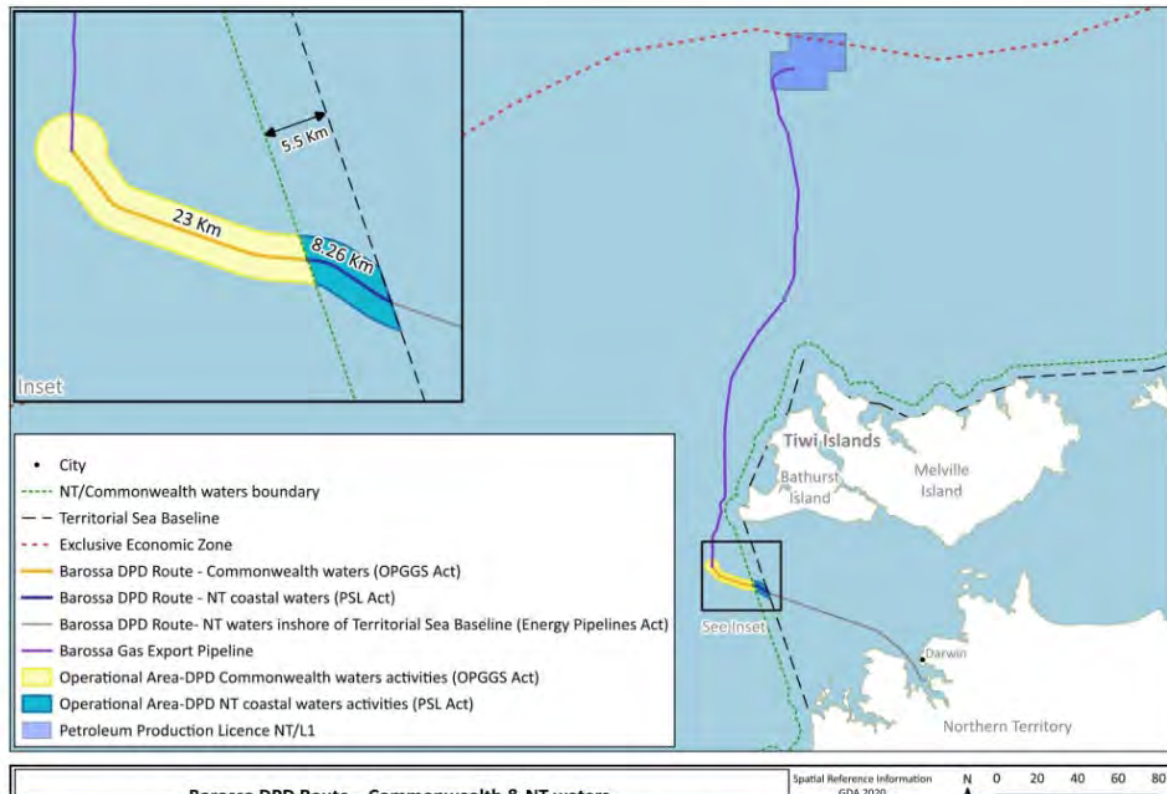 5.5 Km
23 Km
8.26 Km
Inset
Tiwi Islands
Bathurst
Island
Melville
Island
See Inset
Darwin
Northern Territory
City
NT/Commonwealth waters boundary
Territorial Sea Baseline
Exclusive Economic Zone
Barossa DPD Route - Commonwealth waters (OPGGS Act)
Barossa DPD Route - NT coastal waters (PSL Act)
Barossa DPD Route- NT waters inshore of Territorial Sea Baseline (Energy Pipelines Act)
Barossa Gas Export Pipeline
Operational Area-DPD Commonwealth waters activities (OPGGS Act)
Operational Area-DPD NT coastal waters activities (PSL Act)
Petroleum Production Licence NT/L1
Barossa DPD Route - Commonwealth & NT waters
Spatial Reference Information
GDA 2020
N
0 20 40 60 80